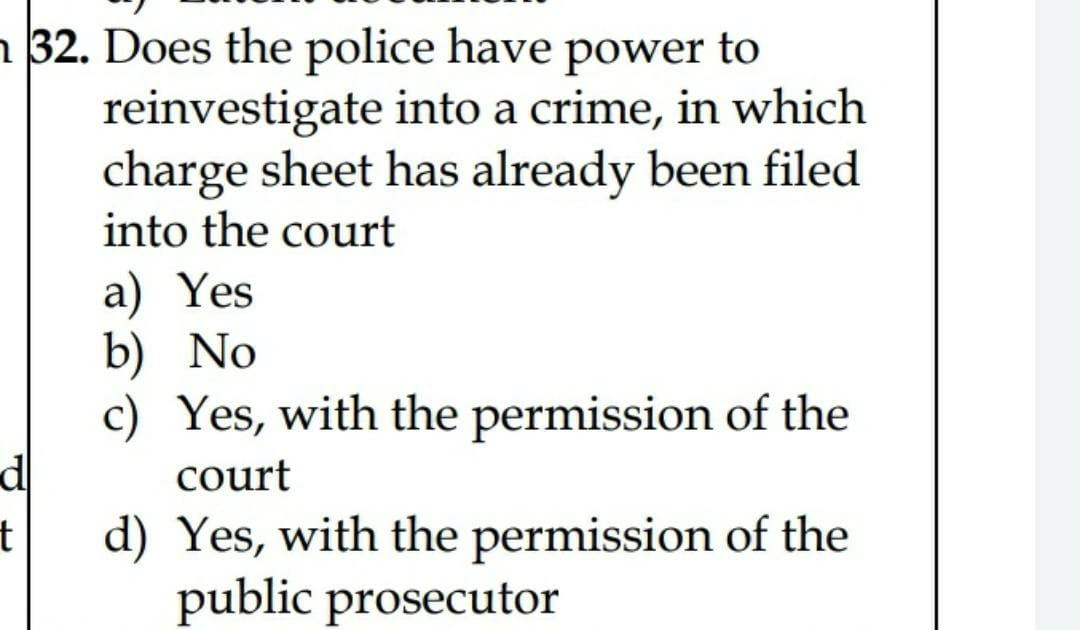 32. Does the police have power to
reinvestigate into a crime, in which
charge sheet has already been filed
into the court
a) Yes
b) No
c) Yes, with the permission of the
court
d) Yes, with the permission of the
public prosecutor
d
t